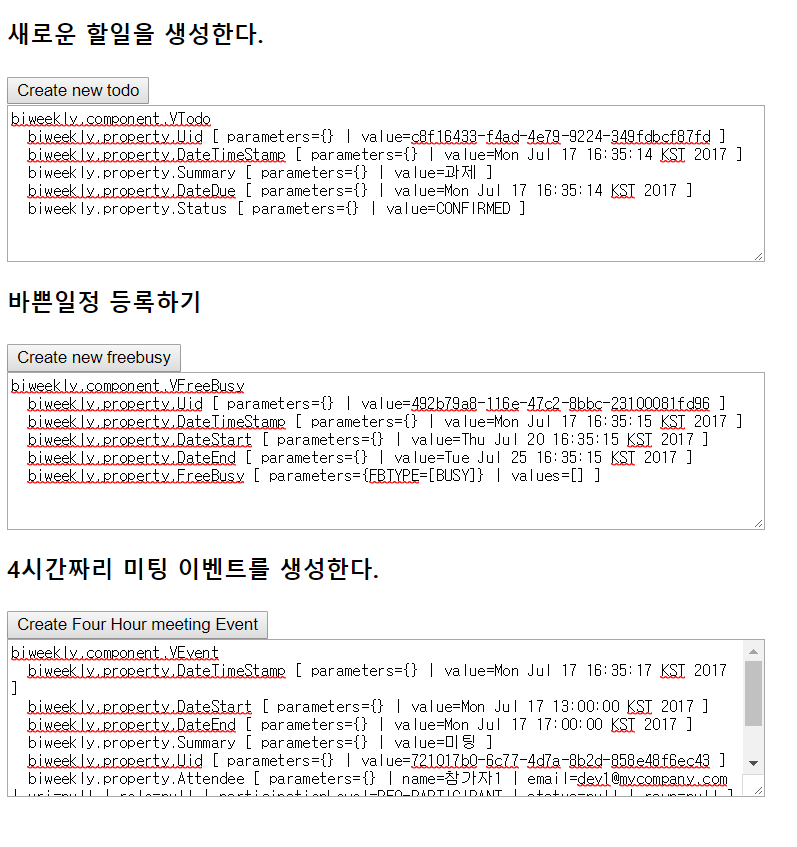 새로운 할일을 생성한다.
Create new todo
biweekly.component.VTodo
biweekly.property.Uid [ parameters={} | value=c8f16433-f4ad-4e79-9224-349fdbcf87fd ]
biweekly.property.DateTimeStamp [ parameters={} | value=Mon Jul 17 16:35:14 KST 2017 ]
biweekly.property.Summary [ parameters={} | value=과제 ]
biweekly.property.DateDue [ parameters={} | value=Mon Jul 17 16:35:14 KST 2017 ]
biweekly.property.Status [ parameters={} | value=CONFIRMED ]
바쁜일정 등록하기
Create new freebusy
biweekly.component.VFreeBusy
biweekly.property.Uid [ parameters={} | value=492b79a8-116e-47c2-8bbc-23100081fd96 ]
biweekly.property.DateTimeStamp [ parameters={} | value=Mon Jul 17 16:35:15 KST 2017 ]
biweekly.property.DateStart [ parameters={} | value=Thu Jul 20 16:35:15 KST 2017 ]
biweekly.property.DateEnd [ parameters={} | value=Tue Jul 25 16:35:15 KST 2017 ]
biweekly.property.FreeBusy [ parameters={FBTYPE=[BUSY]} | values=[] ]
4시간짜리 미팅 이벤트를 생성한다.
Create Four Hour meeting Event
biweekly.component.VEvent
biweekly.property.DateTimeStamp [ parameters={} | value=Mon Jul 17 16:35:17 KST 2017
]
biweekly.property.DateStart [ parameters={} | value=Mon Jul 17 13:00:00 KST 2017 ]
biweekly.property.DateEnd [ parameters={} | value=Mon Jul 17 17:00:00 KST 2017 ]
biweekly.property.Summary [ parameters={} | value=미팅 ]
biweekly.property.Uid [ parameters={} | value=721017b0-6c77-4d7a-8b2d-858e48f6ec43 ]
biweekly.property.Attendee [ parameters={} | name=참가자1 | email=dev1@mycompany.com
| uri=null | role=null | participationLevel=REQ-PARTICIPANT | status=null | rsvp=null ]